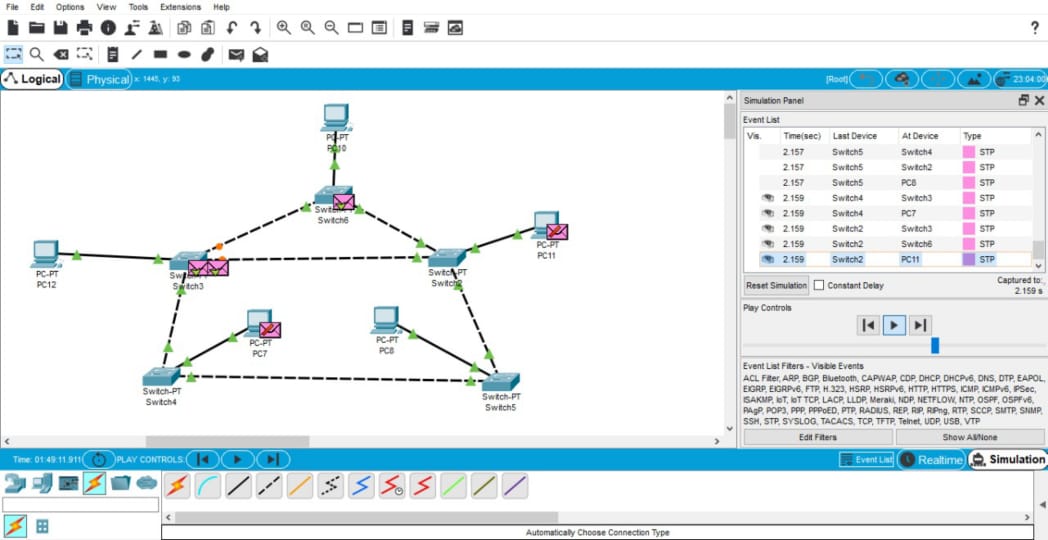 File Edit Options View Tools Extensions Help
?
Logical Physical x: 1445, y: 93 [Root] 23:04:00
Simulation Panel
Event List
Vis. Time(sec) Last Device At Device Type
2.157 Switch5 Switch4 STP
2.157 Switch5 Switch2 STP
2.157 Switch5 PC8 STP
2.159 Switch4 Switch3 STP
2.159 Switch4 PC7 STP
2.159 Switch2 Switch3 STP
2.159 Switch2 Switch6 STP
2.159 Switch2 PC11 STP
Reset Simulation Constant Delay Captured to:
2.159 s
Play Controls
Event List Filters - Visible Events
ACL Filter, ARP, BGP, Bluetooth, CAPWAP, CDP, DHCP, DHCPv6, DNS, DTP, EAPOL,
EIGRP, EIGRPv6, FTP, H.323, HSRP, HSRPv6, HTTP, HTTPS, ICMP, ICMPv6, IPSec,
ISAKMP, IoT, IoT TCP, LACP, LLDP, Meraki, NDP, NETFLOW, NTP, OSPF, OSPFv6,
PAgP, POP3, PPP, PPPoED, PTP, RADIUS, REP, RIP, RIPng, RTP, SCCP, SMTP, SNMP,
SSH, STP, SYSLOG, TACACS, TCP, TFTP, Telnet, UDP, USB, VTP
Edit Filters Show All/None
PC-PT
PC10
Switch6
PC-PT
PC11
PC-PT
PC12
Switch3
Switch-PT
Switch2
PC-PT
PC7
PC-PT
PC8
Switch-PT
Switch4
Switch-PT
Switch5
Time: 01:49:11.911 PLAY CONTROLS: Event List Realtime Simulation
Automatically Choose Connection Type